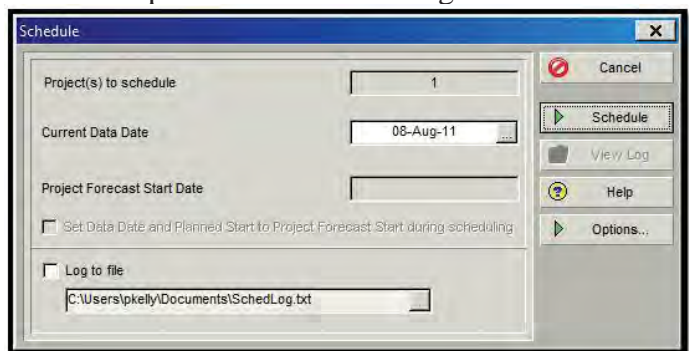 Schedule
Project(s) to schedule 1
Current Data Date 08-Aug-11 ...
Project Forecast Start Date
Set Data Date and Planned Start to Project Forecast Start during scheduling
Log to file
C:\Users\pkelly\Documents\SchedLog.txt
Cancel
Schedule
View Log
Help
Options...